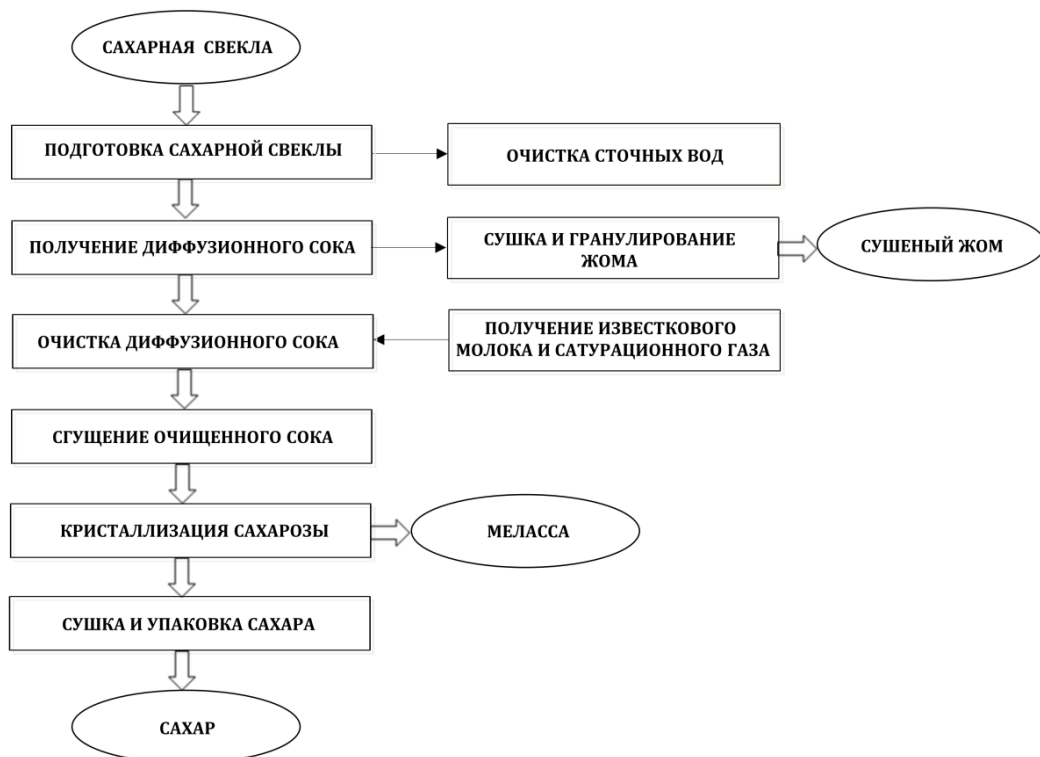 САХАРНАЯ СВЕКЛА
ПОДГОТОВКА САХАРНОЙ СВЕКЛЫ
ОЧИСТКА СТОЧНЫХ ВОД
ПОЛУЧЕНИЕ ДИФФУЗИОННОГО СОКА
СУШКА И ГРАНУЛИРОВАНИЕ
ЖОМА
СУШЕНЫЙ ЖОМ
ОЧИСТКА ДИФФУЗИОННОГО СОКА
ПОЛУЧЕНИЕ ИЗВЕСТКОВОГО
МОЛОКА И САТУРАЦИОННОГО ГАЗА
СГУЩЕНИЕ ОЧИЩЕННОГО СОКА
КРИСТАЛЛИЗАЦИЯ САХАРОЗЫ
МЕЛАССА
СУШКА И УПАКОВКА САХАРА
САХАР